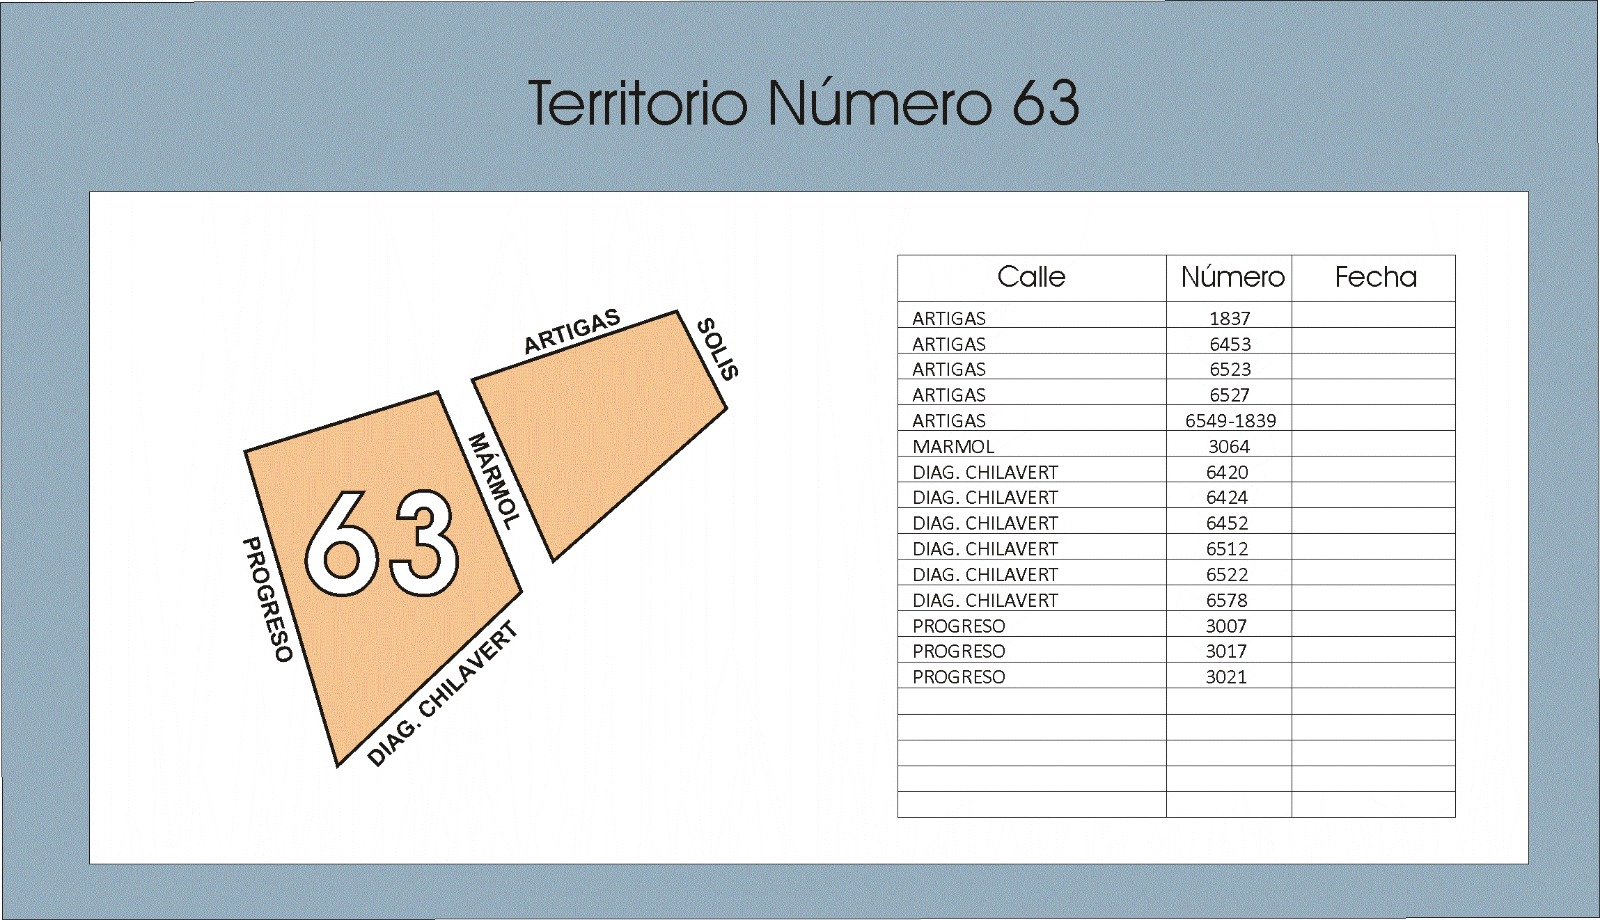 Territorio Número 63
ARTIGAS
SOLIS
MÁRMOL
63
PROGRESO
DIAG. CHILAVERT
Calle Número Fecha
ARTIGAS 1837
ARTIGAS 6453
ARTIGAS 6523
ARTIGAS 6527
ARTIGAS 6549-1839
MARMOL 3064
DIAG. CHILAVERT 6420
DIAG. CHILAVERT 6424
DIAG. CHILAVERT 6452
DIAG. CHILAVERT 6512
DIAG. CHILAVERT 6522
DIAG. CHILAVERT 6578
PROGRESO 3007
PROGRESO 3017
PROGRESO 3021